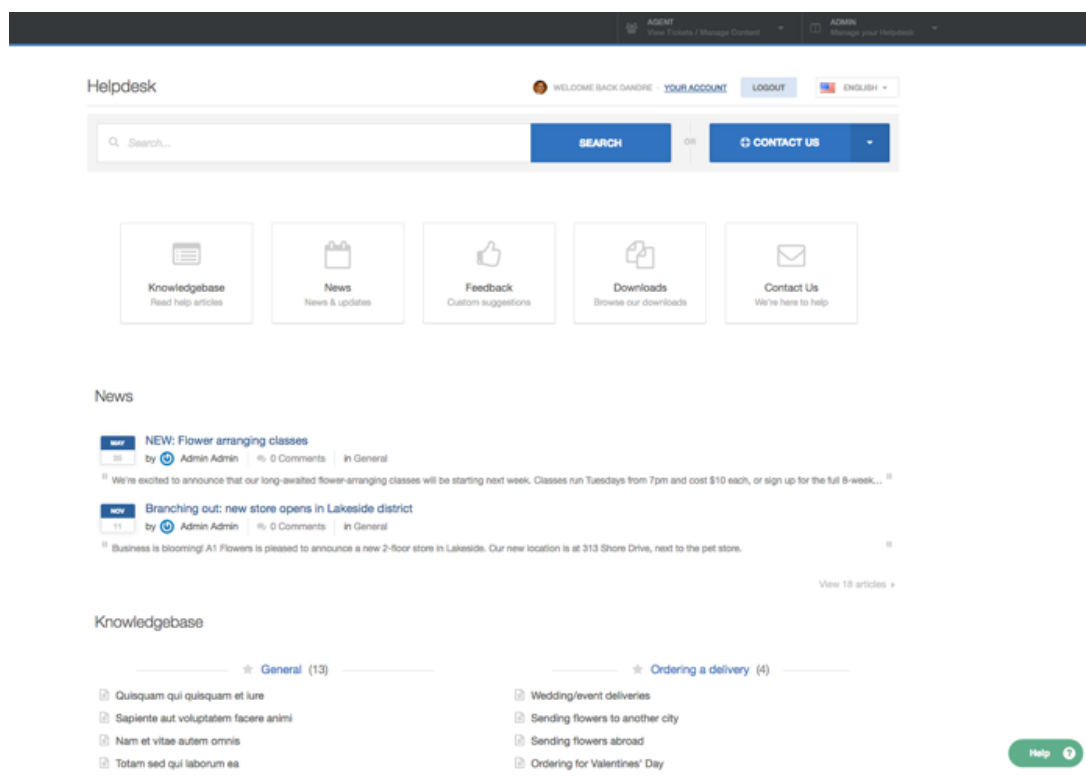 AGENT
View Tickets / Manage Content
ADMIN
Manage your Helpdesk
Helpdesk
WELCOME BACK DANDRE - YOUR ACCOUNT
LOGOUT
ENGLISH
Search...
SEARCH
OR
CONTACT US
Knowledgebase
Read help articles
News
News & updates
Feedback
Custom suggestions
Downloads
Browse our downloads
Contact Us
We're here to help
News
MAY
25
NEW: Flower arranging classes
by Admin Admin 0 Comments in General
" We're excited to announce that our long-awaited flower-arranging classes will be starting next week. Classes run Tuesdays from 7pm and cost $10 each, or sign up for the full 8-week... "
NOV
11
Branching out: new store opens in Lakeside district
by Admin Admin 0 Comments in General
" Business is blooming! A1 Flowers is pleased to announce a new 2-floor store in Lakeside. Our new location is at 313 Shore Drive, next to the pet store. "
View 18 articles »
Knowledgebase
General (13)
Quisquam qui quisquam et iure
Sapiente aut voluptatem facere animi
Nam et vitae autem omnis
Totam sed qui laborum ea
Ordering a delivery (4)
Wedding/event deliveries
Sending flowers to another city
Sending flowers abroad
Ordering for Valentines' Day
Help ?